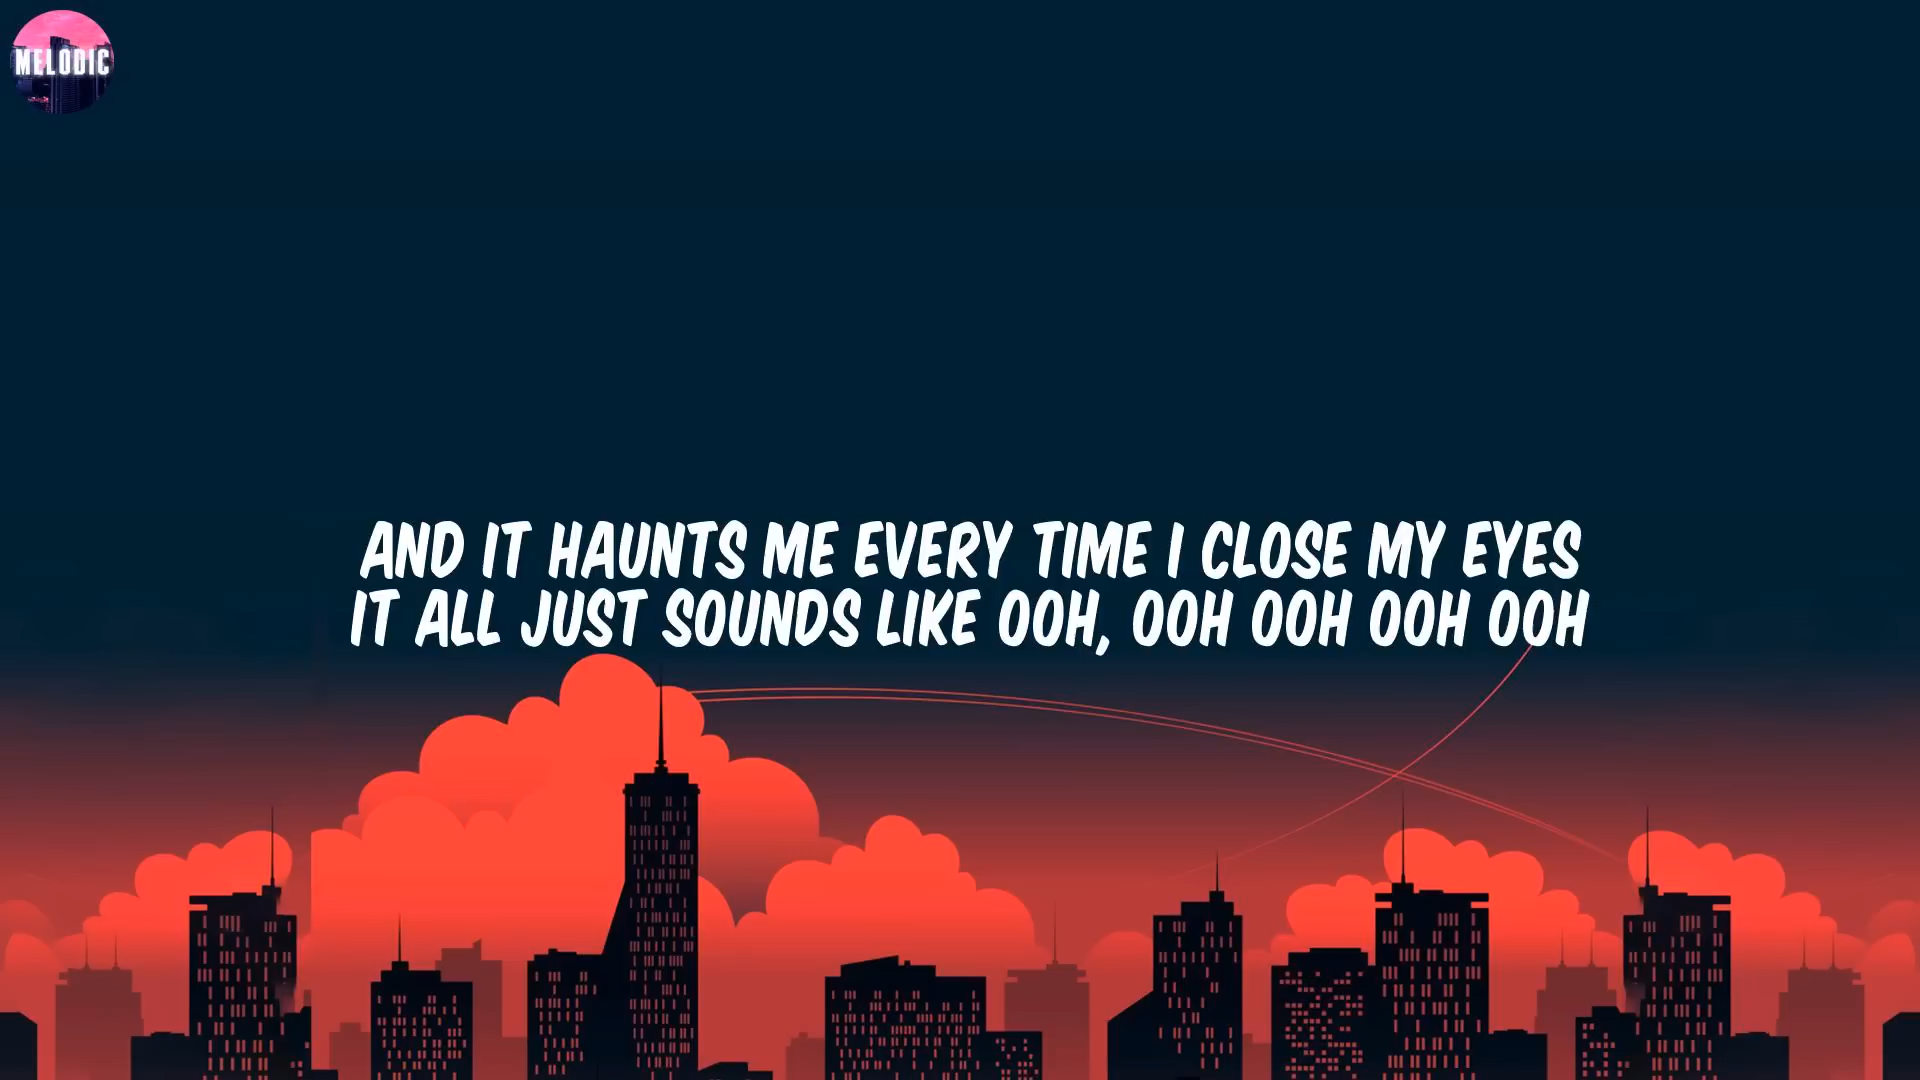 MELODIC
AND IT HAUNTS ME EVERY TIME I CLOSE MY EYES
IT ALL JUST SOUNDS LIKE OOH, OOH OOH OOH OOH